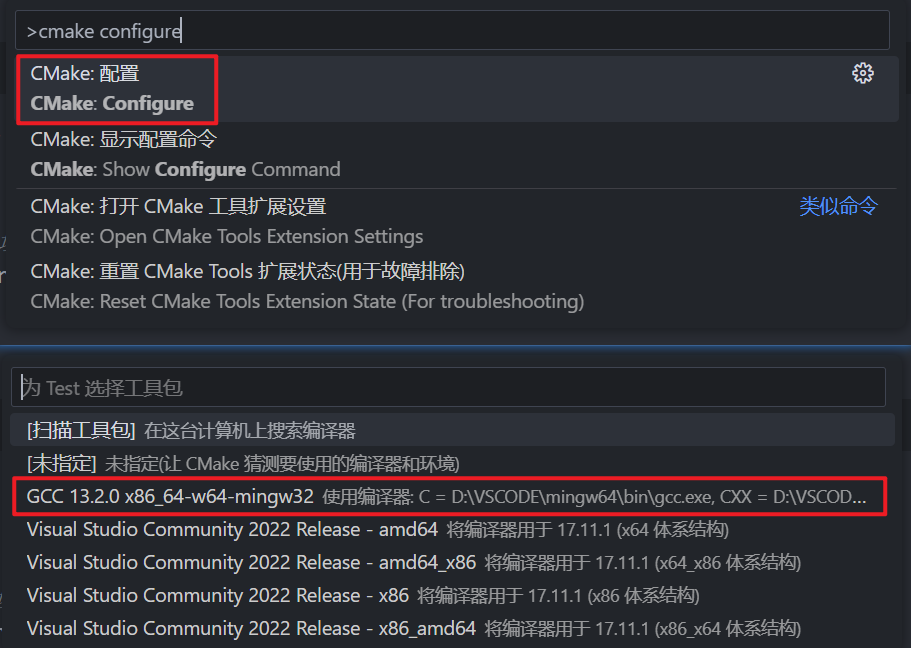 >cmake configure
CMake: 配置
CMake: Configure
CMake: 显示配置命令
CMake: Show Configure Command
CMake: 打开 CMake 工具扩展设置 类似命令
CMake: Open CMake Tools Extension Settings
CMake: 重置 CMake Tools 扩展状态(用于故障排除)
CMake: Reset CMake Tools Extension State (For troubleshooting)
为 Test 选择工具包
[扫描工具包] 在这台计算机上搜索编译器
[未指定] 未指定(让 CMake 猜测要使用的编译器和环境)
GCC 13.2.0 x86_64-w64-mingw32 使用编译器: C = D:\VSCODE\mingw64\bin\gcc.exe, CXX = D:\VSCOD...
Visual Studio Community 2022 Release - amd64 将编译器用于 17.11.1 (x64 体系结构)
Visual Studio Community 2022 Release - amd64_x86 将编译器用于 17.11.1 (x64_x86 体系结构)
Visual Studio Community 2022 Release - x86 将编译器用于 17.11.1 (x86 体系结构)
Visual Studio Community 2022 Release - x86_amd64 将编译器用于 17.11.1 (x86_x64 体系结构)